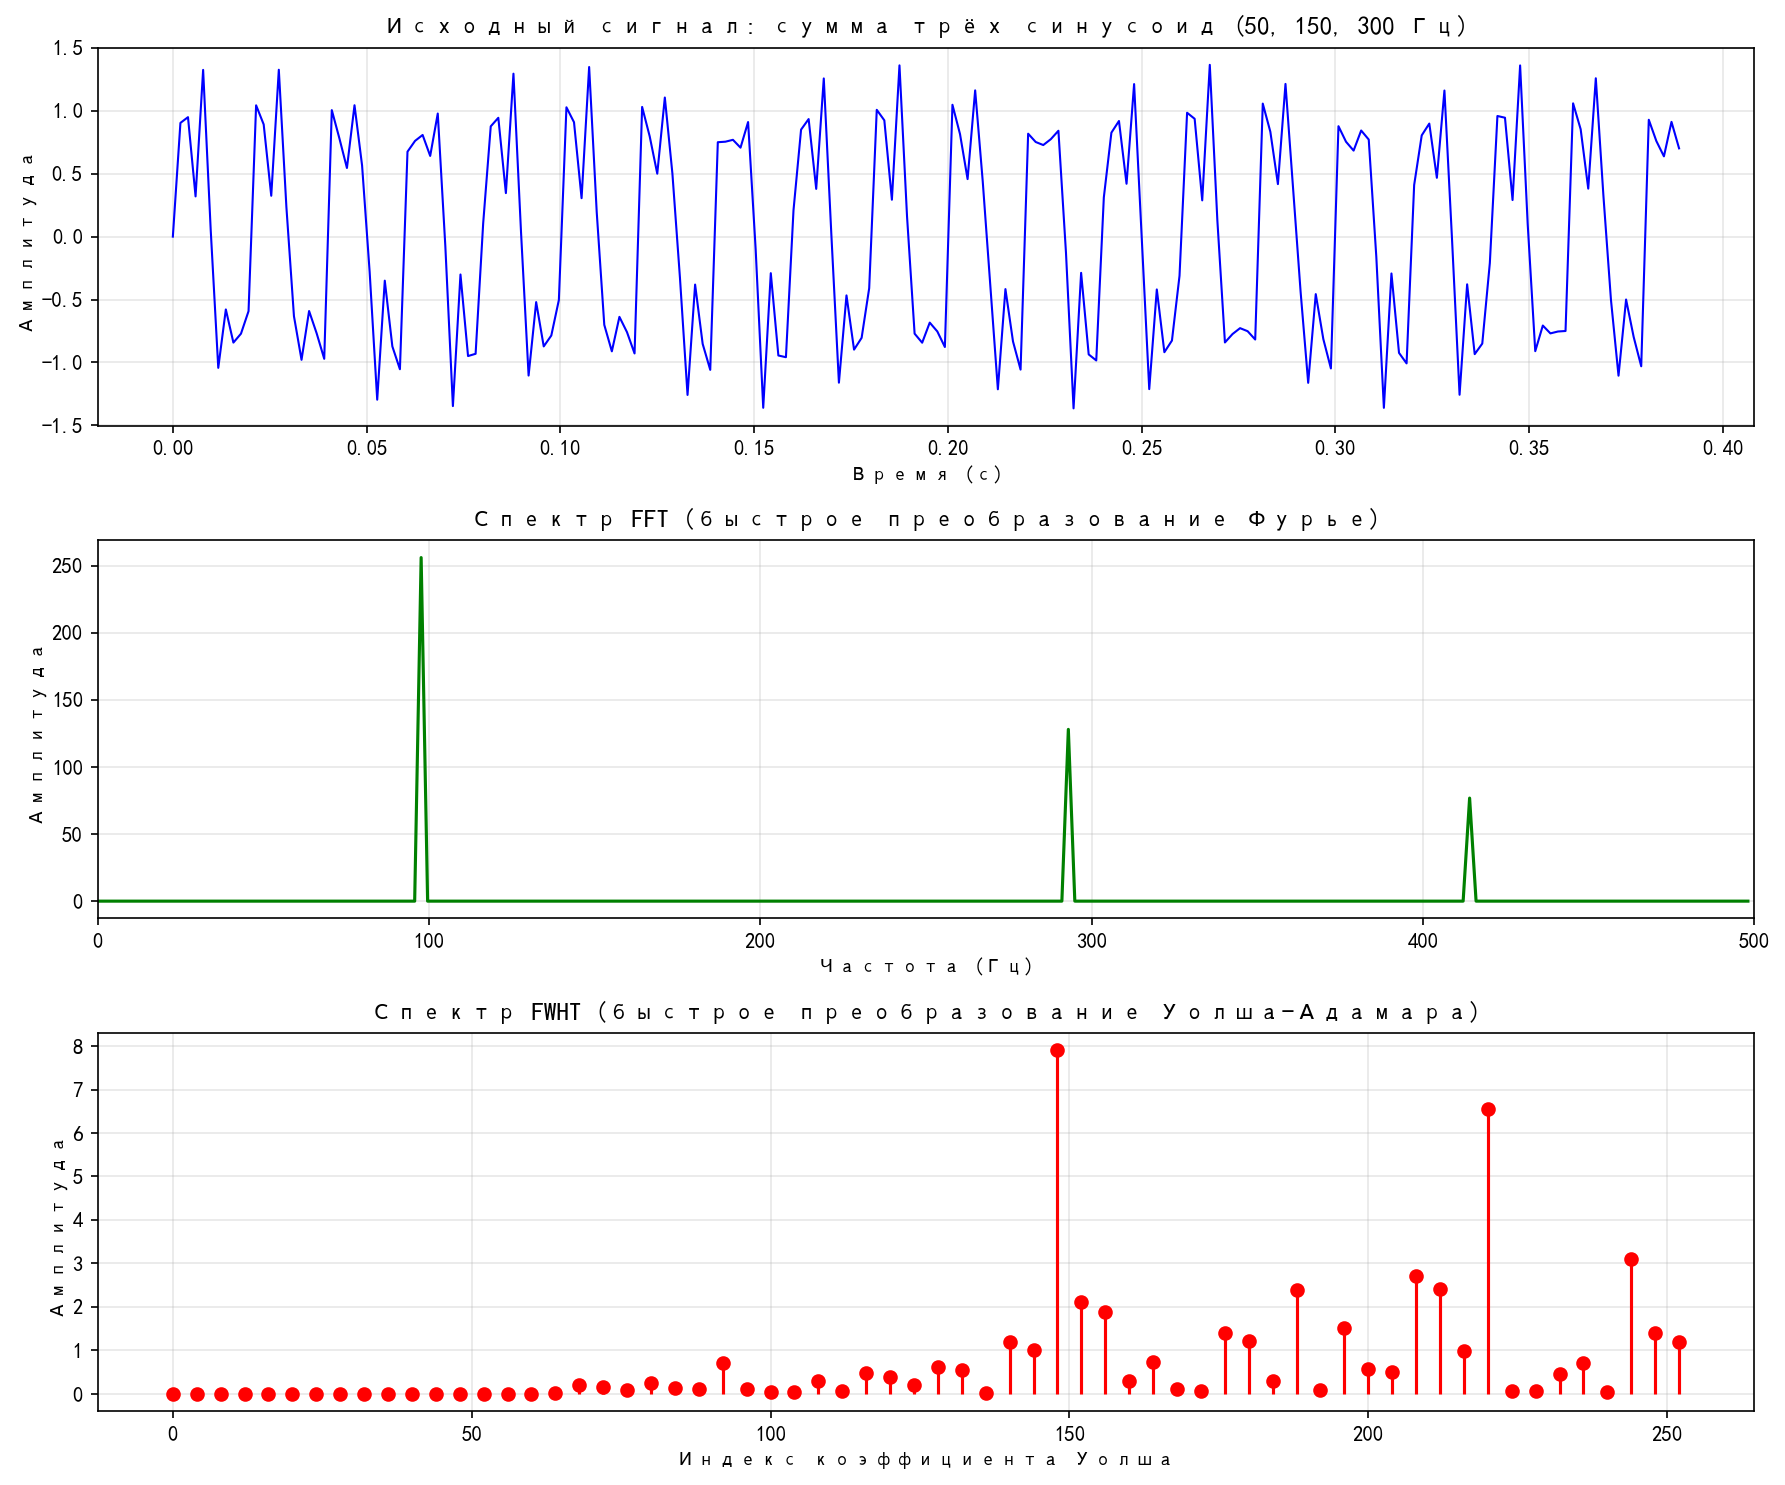 Исходный сигнал: сумма трёх синусоид (50, 150, 300 Гц)
Амплитуда
1.5
1.0
0.5
0.0
−0.5
−1.0
−1.5
0.00 0.05 0.10 0.15 0.20 0.25 0.30 0.35 0.40
Время (с)
Спектр FFT (быстрое преобразование Фурье)
Амплитуда
250
200
150
100
50
0
0 100 200 300 400 500
Частота (Гц)
Спектр FWHT (быстрое преобразование Уолша-Адамара)
Амплитуда
8
7
6
5
4
3
2
1
0
0 50 100 150 200 250
Индекс коэффициента Уолша